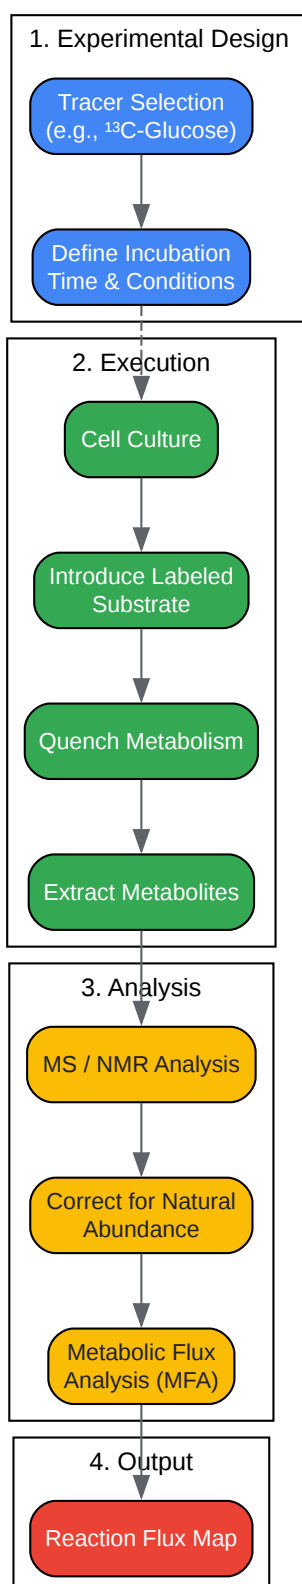 1. Experimental Design
Tracer Selection
(e.g., ¹³C-Glucose)
Define Incubation
Time & Conditions
2. Execution
Cell Culture
Introduce Labeled
Substrate
Quench Metabolism
Extract Metabolites
3. Analysis
MS / NMR Analysis
Correct for Natural
Abundance
Metabolic Flux
Analysis (MFA)
4. Output
Reaction Flux Map